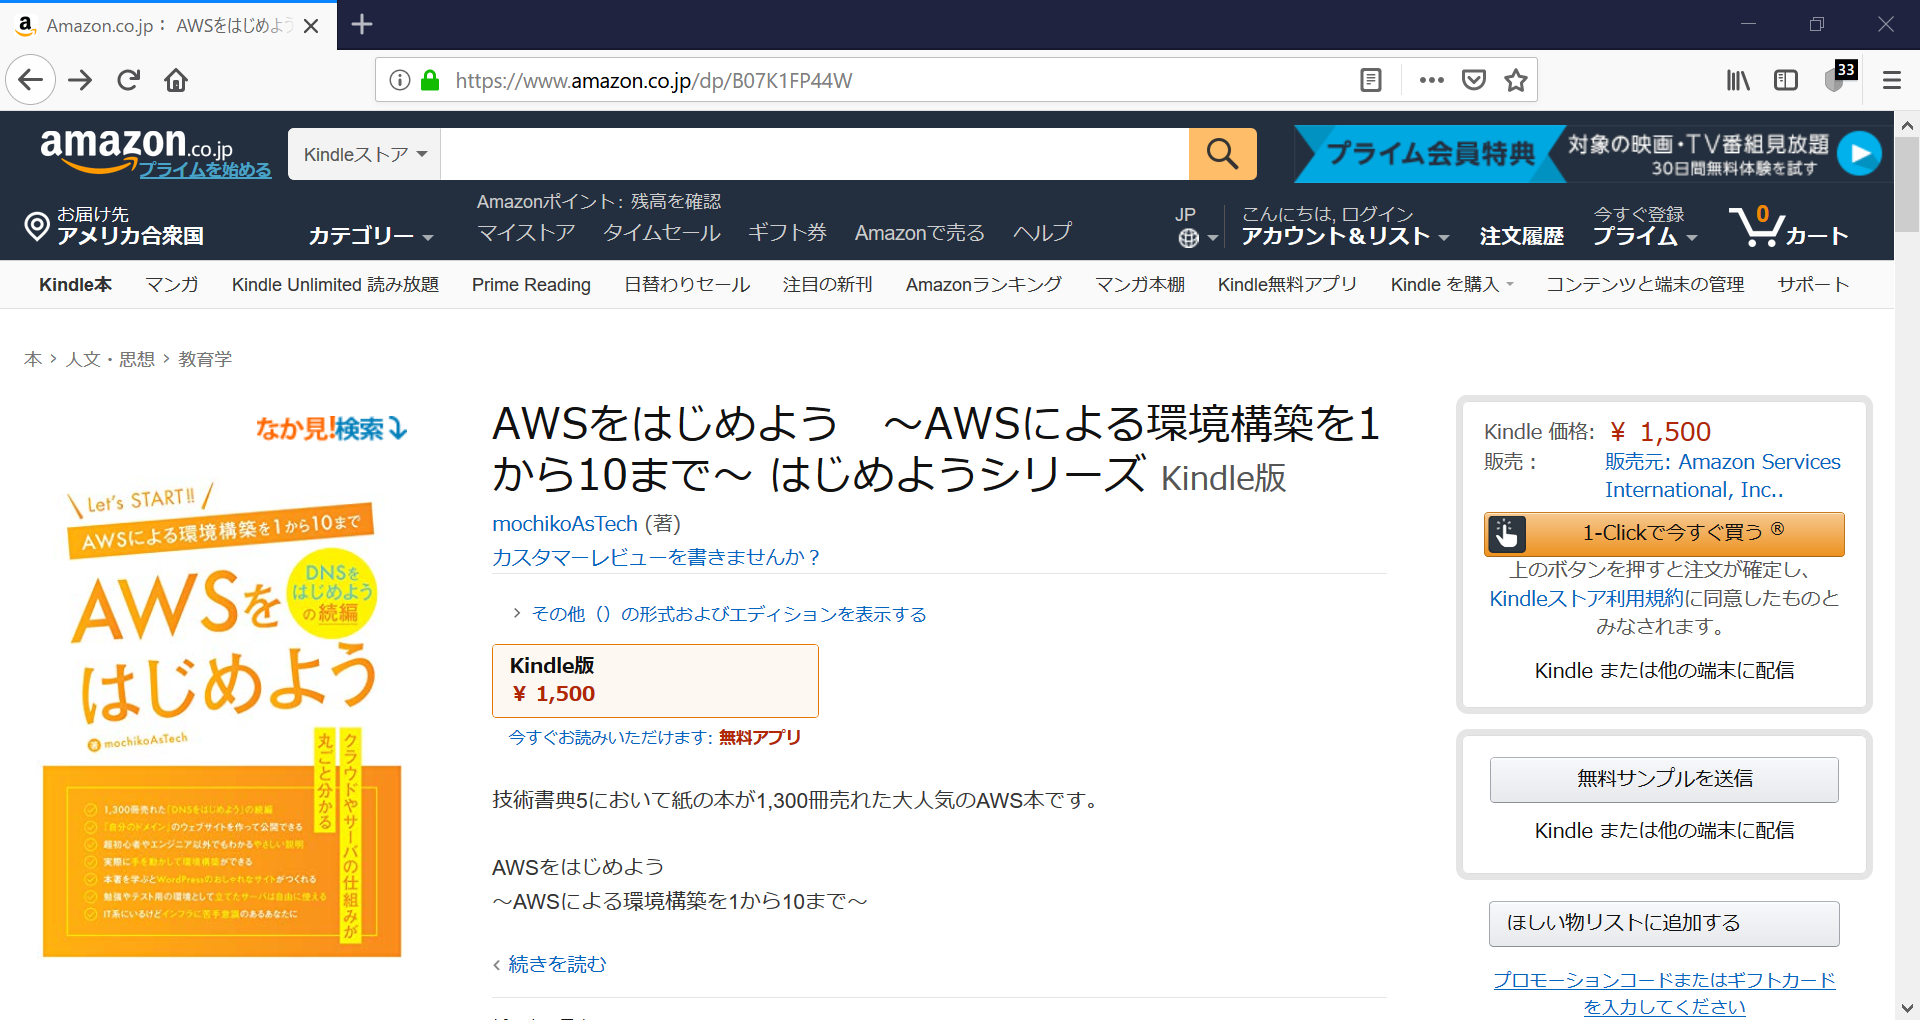 Amazon.co.jp： AWSをはじめよう
https://www.amazon.co.jp/dp/B07K1FP44W
33
amazon.co.jp
プライムを始める
Kindleストア
プライム会員特典
対象の映画・TV番組見放題
30日間無料体験を試す
お届け先
アメリカ合衆国
カテゴリー
Amazonポイント: 残高を確認
マイストア タイムセール ギフト券 Amazonで売る ヘルプ
JP
こんにちは, ログイン
アカウント＆リスト
注文履歴
今すぐ登録
プライム
0
カート
Kindle本 マンガ Kindle Unlimited 読み放題 Prime Reading 日替わりセール 注目の新刊 Amazonランキング マンガ本棚 Kindle無料アプリ Kindle を購入 コンテンツと端末の管理 サポート
本 › 人文・思想 › 教育学
なか見!検索
Let's START!!
AWSによる環境構築を1から10まで
AWSを
はじめよう
DNSを
はじめよう
の続編
著 mochikoAsTech
クラウドやサーバの仕組みが
丸ごと分かる
1,300冊売れた「DNSをはじめよう」の続編
「自分のドメイン」のウェブサイトを作って公開できる
超初心者やエンジニア以外でもわかるやさしい説明
実際に手を動かして環境構築ができる
本書を学ぶとWordPressのおしゃれなサイトがつくれる
勉強やテスト用の環境として立てたサーバは自由に使える
IT系にいるけどインフラに苦手意識のあるあなたに
AWSをはじめよう　～AWSによる環境構築を1
から10まで～ はじめようシリーズ Kindle版
mochikoAsTech (著)
カスタマーレビューを書きませんか？
› その他（）の形式およびエディションを表示する
Kindle版
￥ 1,500
今すぐお読みいただけます: 無料アプリ
技術書典5において紙の本が1,300冊売れた大人気のAWS本です。
AWSをはじめよう
～AWSによる環境構築を1から10まで～
‹ 続きを読む
Kindle 価格: ￥ 1,500
販売： 販売元: Amazon Services
International, Inc..
1-Clickで今すぐ買う ®
上のボタンを押すと注文が確定し、
Kindleストア利用規約に同意したものと
みなされます。
Kindle または他の端末に配信
無料サンプルを送信
Kindle または他の端末に配信
ほしい物リストに追加する
プロモーションコードまたはギフトカード
を入力してください